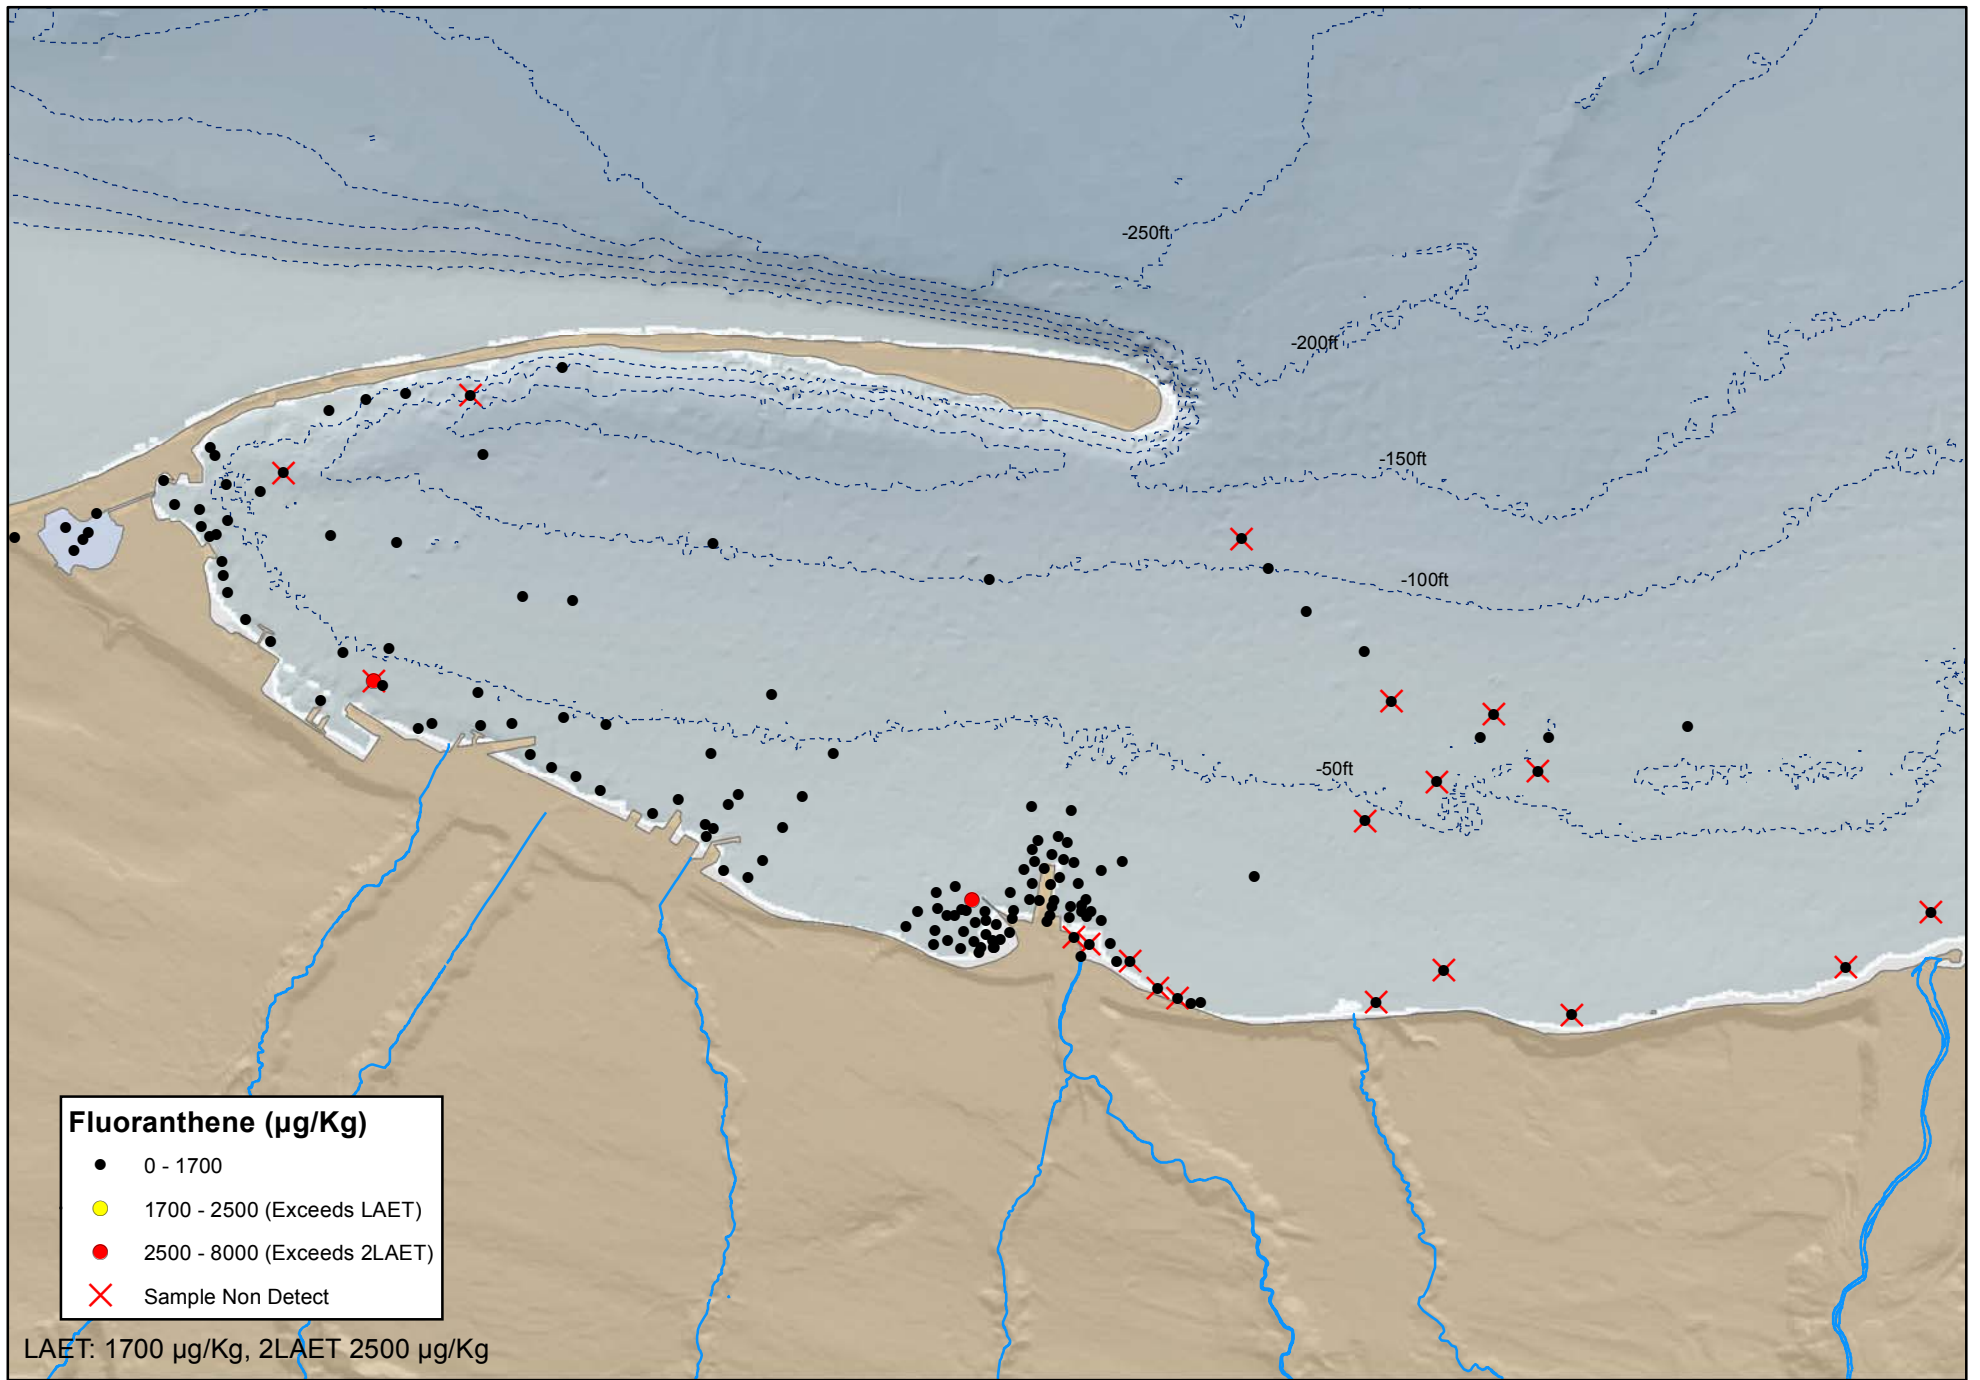 -250ft
-200ft
-150ft
-100ft
-50ft
Fluoranthene (µg/Kg)
0 - 1700
1700 - 2500 (Exceeds LAET)
2500 - 8000 (Exceeds 2LAET)
Sample Non Detect
LAET: 1700 µg/Kg, 2LAET 2500 µg/Kg